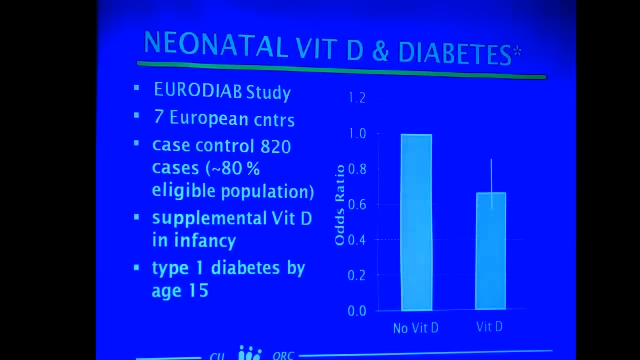 NEONATAL VIT D & DIABETES*
▪ EURODIAB Study
▪ 7 European cntrs
▪ case control 820
cases (~80%
eligible population)
▪ supplemental Vit D
in infancy
▪ type 1 diabetes by
age 15
Odds Ratio
1.2
1.0
0.8
0.6
0.4
0.2
0.0
No Vit D
Vit D
ORC